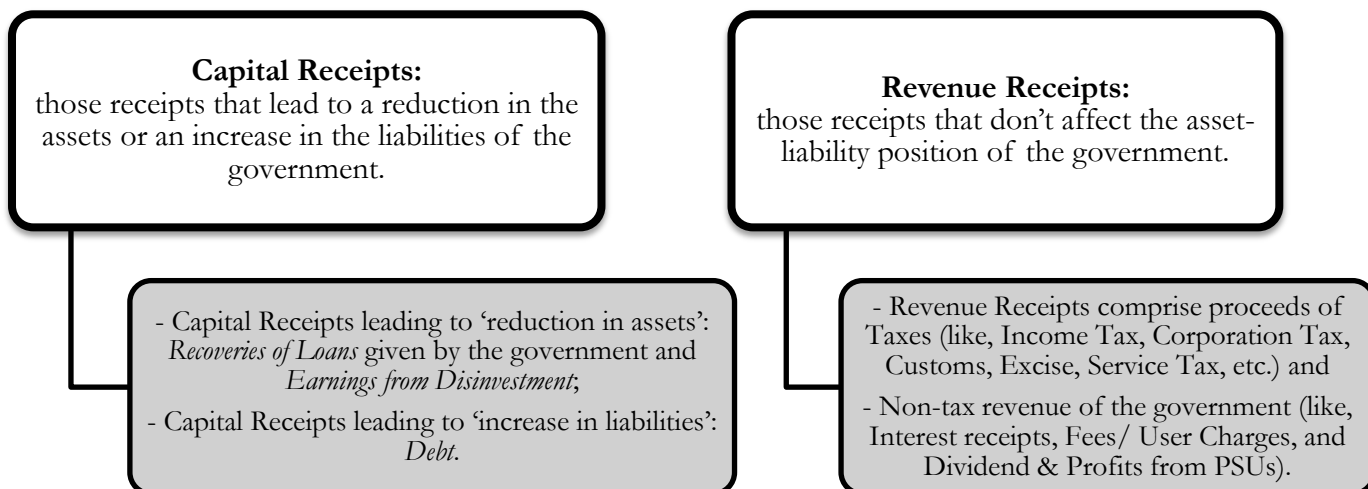 Capital Receipts:
those receipts that lead to a reduction in the
assets or an increase in the liabilities of the
government.
- Capital Receipts leading to ‘reduction in assets’:
Recoveries of Loans given by the government and
Earnings from Disinvestment;
- Capital Receipts leading to ‘increase in liabilities’:
Debt.
Revenue Receipts:
those receipts that don’t affect the asset-
liability position of the government.
- Revenue Receipts comprise proceeds of
Taxes (like, Income Tax, Corporation Tax,
Customs, Excise, Service Tax, etc.) and
- Non-tax revenue of the government (like,
Interest receipts, Fees/ User Charges, and
Dividend & Profits from PSUs).